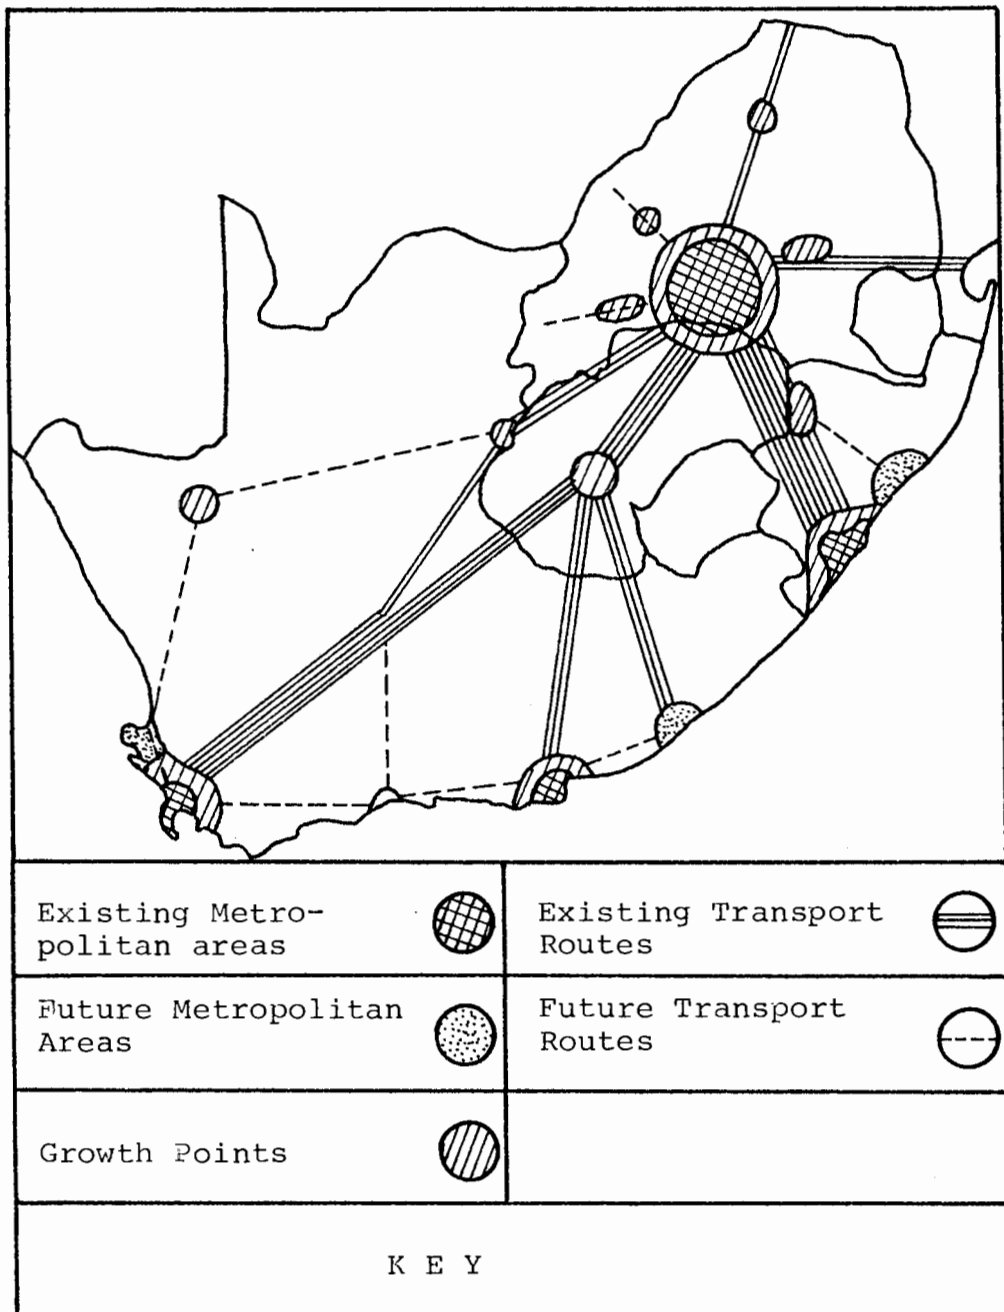 Existing Metro-
politan areas
Existing Transport
Routes
Future Metropolitan
Areas
Future Transport
Routes
Growth Points
K E Y